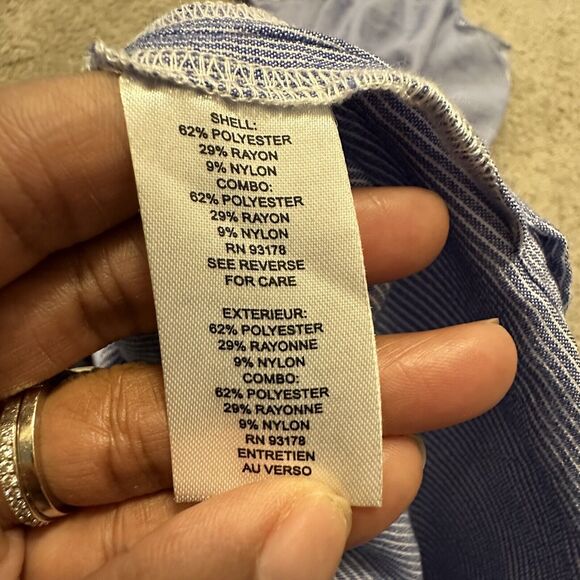 SHELL:
62% POLYESTER
29% RAYON
9% NYLON
COMBO:
62% POLYESTER
29% RAYON
9% NYLON
RN 93178
SEE REVERSE
FOR CARE
EXTERIEUR:
62% POLYESTER
29% RAYONNE
9% NYLON
COMBO:
62% POLYESTER
29% RAYONNE
9% NYLON
RN 93178
ENTRETIEN
AU VERSO